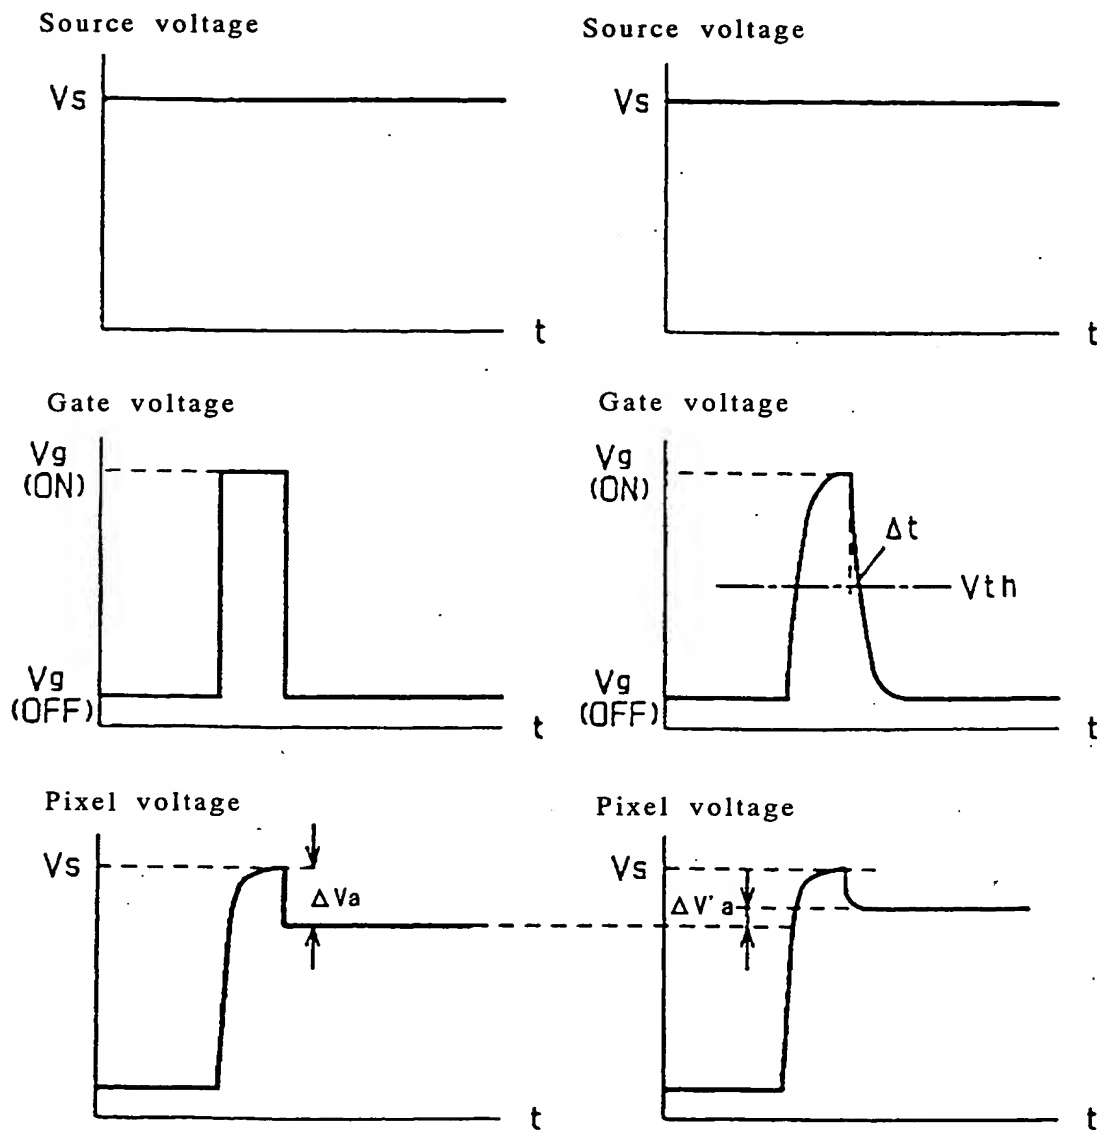 Source voltage
Vs
t
Source voltage
Vs
t
Gate voltage
Vg
(ON)
Vg
(OFF)
t
Gate voltage
Vg
(ON)
Δt
Vth
Vg
(OFF)
t
Pixel voltage
Vs
ΔVa
t
Pixel voltage
Vs
ΔV'a
t